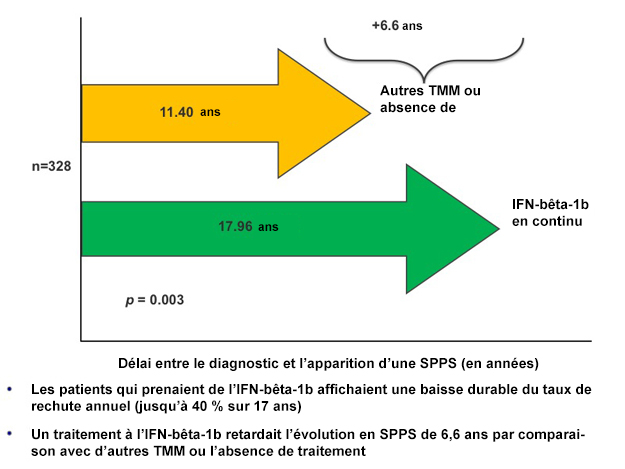 +6.6 ans
Autres TMM ou
absence de
11.40 ans
n=328
IFN-bêta-1b
en continu
17.96 ans
p = 0.003
Délai entre le diagnostic et l’apparition d’une SPPS (en années)
• Les patients qui prenaient de l’IFN-bêta-1b affichaient une baisse durable du taux de
rechute annuel (jusqu’à 40 % sur 17 ans)
• Un traitement à l’IFN-bêta-1b retardait l’évolution en SPPS de 6,6 ans par comparai-
son avec d’autres TMM ou l’absence de traitement